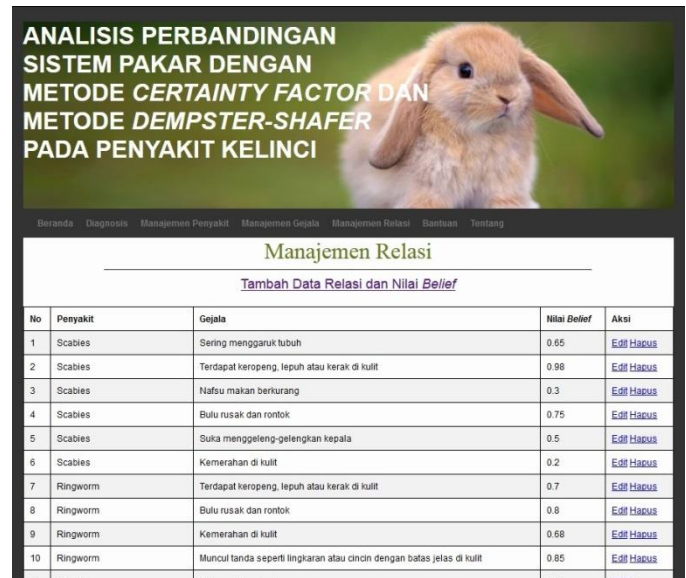 ANALISIS PERBANDINGAN
SISTEM PAKAR DENGAN
METODE CERTAINTY FACTOR DAN
METODE DEMPSTER-SHAFER
PADA PENYAKIT KELINCI
Beranda Diagnosis Manajemen Penyakit Manajemen Gejala Manajemen Relasi Bantuan Tentang
Manajemen Relasi
Tambah Data Relasi dan Nilai Belief
No Penyakit Gejala Nilai Belief Aksi
1 Scabies Sering menggaruk tubuh 0.65 Edit Hapus
2 Scabies Terdapat keropeng, lepuh atau kerak di kulit 0.98 Edit Hapus
3 Scabies Nafsu makan berkurang 0.3 Edit Hapus
4 Scabies Bulu rusak dan rontok 0.75 Edit Hapus
5 Scabies Suka menggeleng-gelengkan kepala 0.5 Edit Hapus
6 Scabies Kemerahan di kulit 0.2 Edit Hapus
7 Ringworm Terdapat keropeng, lepuh atau kerak di kulit 0.7 Edit Hapus
8 Ringworm Bulu rusak dan rontok 0.8 Edit Hapus
9 Ringworm Kemerahan di kulit 0.68 Edit Hapus
10 Ringworm Muncul tanda seperti lingkaran atau cincin dengan batas jelas di kulit 0.85 Edit Hapus